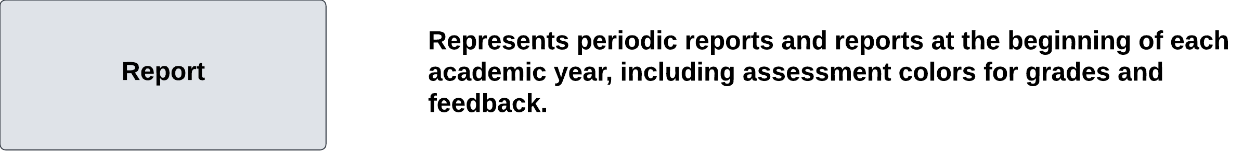 Report
Represents periodic reports and reports at the beginning of each
academic year, including assessment colors for grades and
feedback.